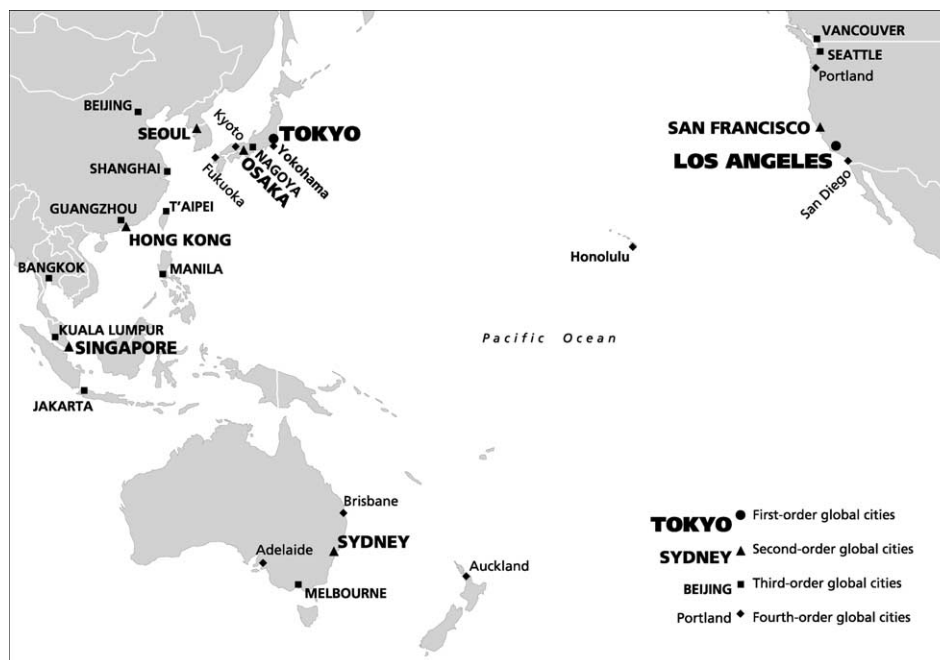 VANCOUVER
SEATTLE
Portland
BEIJING
SEOUL
Kyoto
TOKYO
Yokohama
NAGOYA
OSAKA
Fukuoka
SAN FRANCISCO
LOS ANGELES
San Diego
SHANGHAI
GUANGZHOU
T'AIPEI
HONG KONG
Honolulu
BANGKOK
MANILA
Pacific Ocean
KUALA LUMPUR
SINGAPORE
JAKARTA
Brisbane
SYDNEY
Adelaide
Auckland
MELBOURNE
TOKYO First-order global cities
SYDNEY Second-order global cities
BEIJING Third-order global cities
Portland Fourth-order global cities